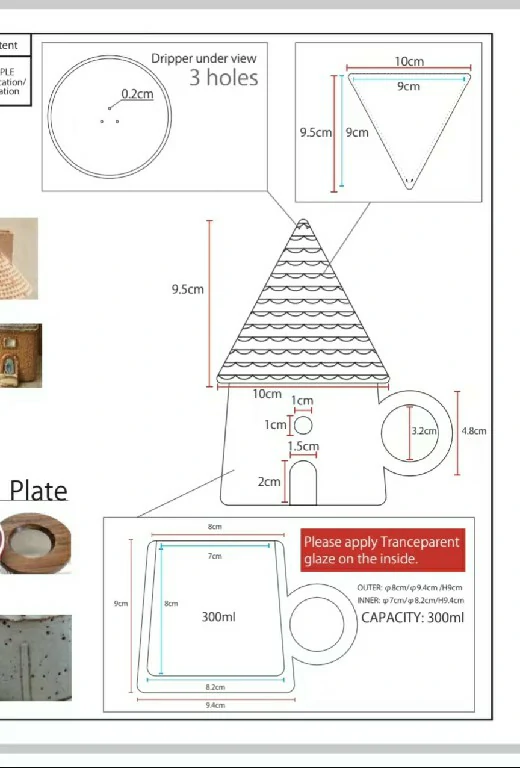 tent
PLE
cation/
ation
Dripper under view
3 holes
0.2cm
10cm
9cm
9.5cm
9cm
9.5cm
10cm
1cm
1cm
1.5cm
2cm
3.2cm
4.8cm
Plate
8cm
7cm
9cm
8cm
300ml
8.2cm
9.4cm
Please apply Tranceparent
glaze on the inside.
OUTER: φ8cm/φ9.4cm /H9cm
INNER: φ7cm/φ8.2cm/H9.4cm
CAPACITY: 300ml